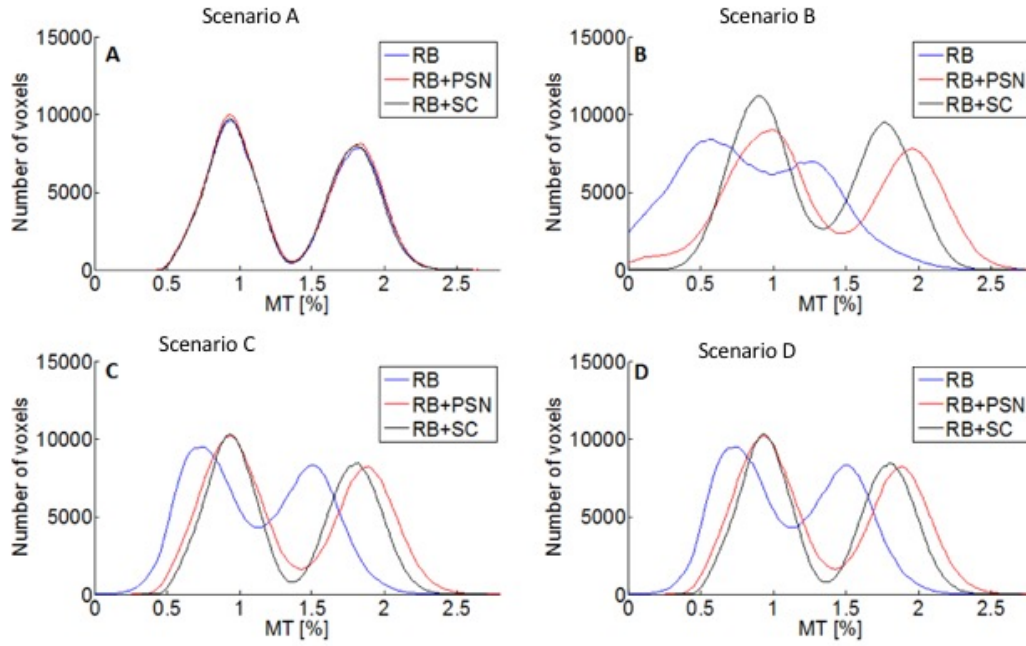 Scenario A
15000
A
RB
RB+PSN
RB+SC
10000
5000
0
Number of voxels
0 0.5 1 1.5 2 2.5
MT [%]
Scenario B
15000
B
RB
RB+PSN
RB+SC
10000
5000
0
Number of voxels
0 0.5 1 1.5 2 2.5
MT [%]
Scenario C
15000
C
RB
RB+PSN
RB+SC
10000
5000
0
Number of voxels
0 0.5 1 1.5 2 2.5
MT [%]
Scenario D
15000
D
RB
RB+PSN
RB+SC
10000
5000
0
Number of voxels
0 0.5 1 1.5 2 2.5
MT [%]